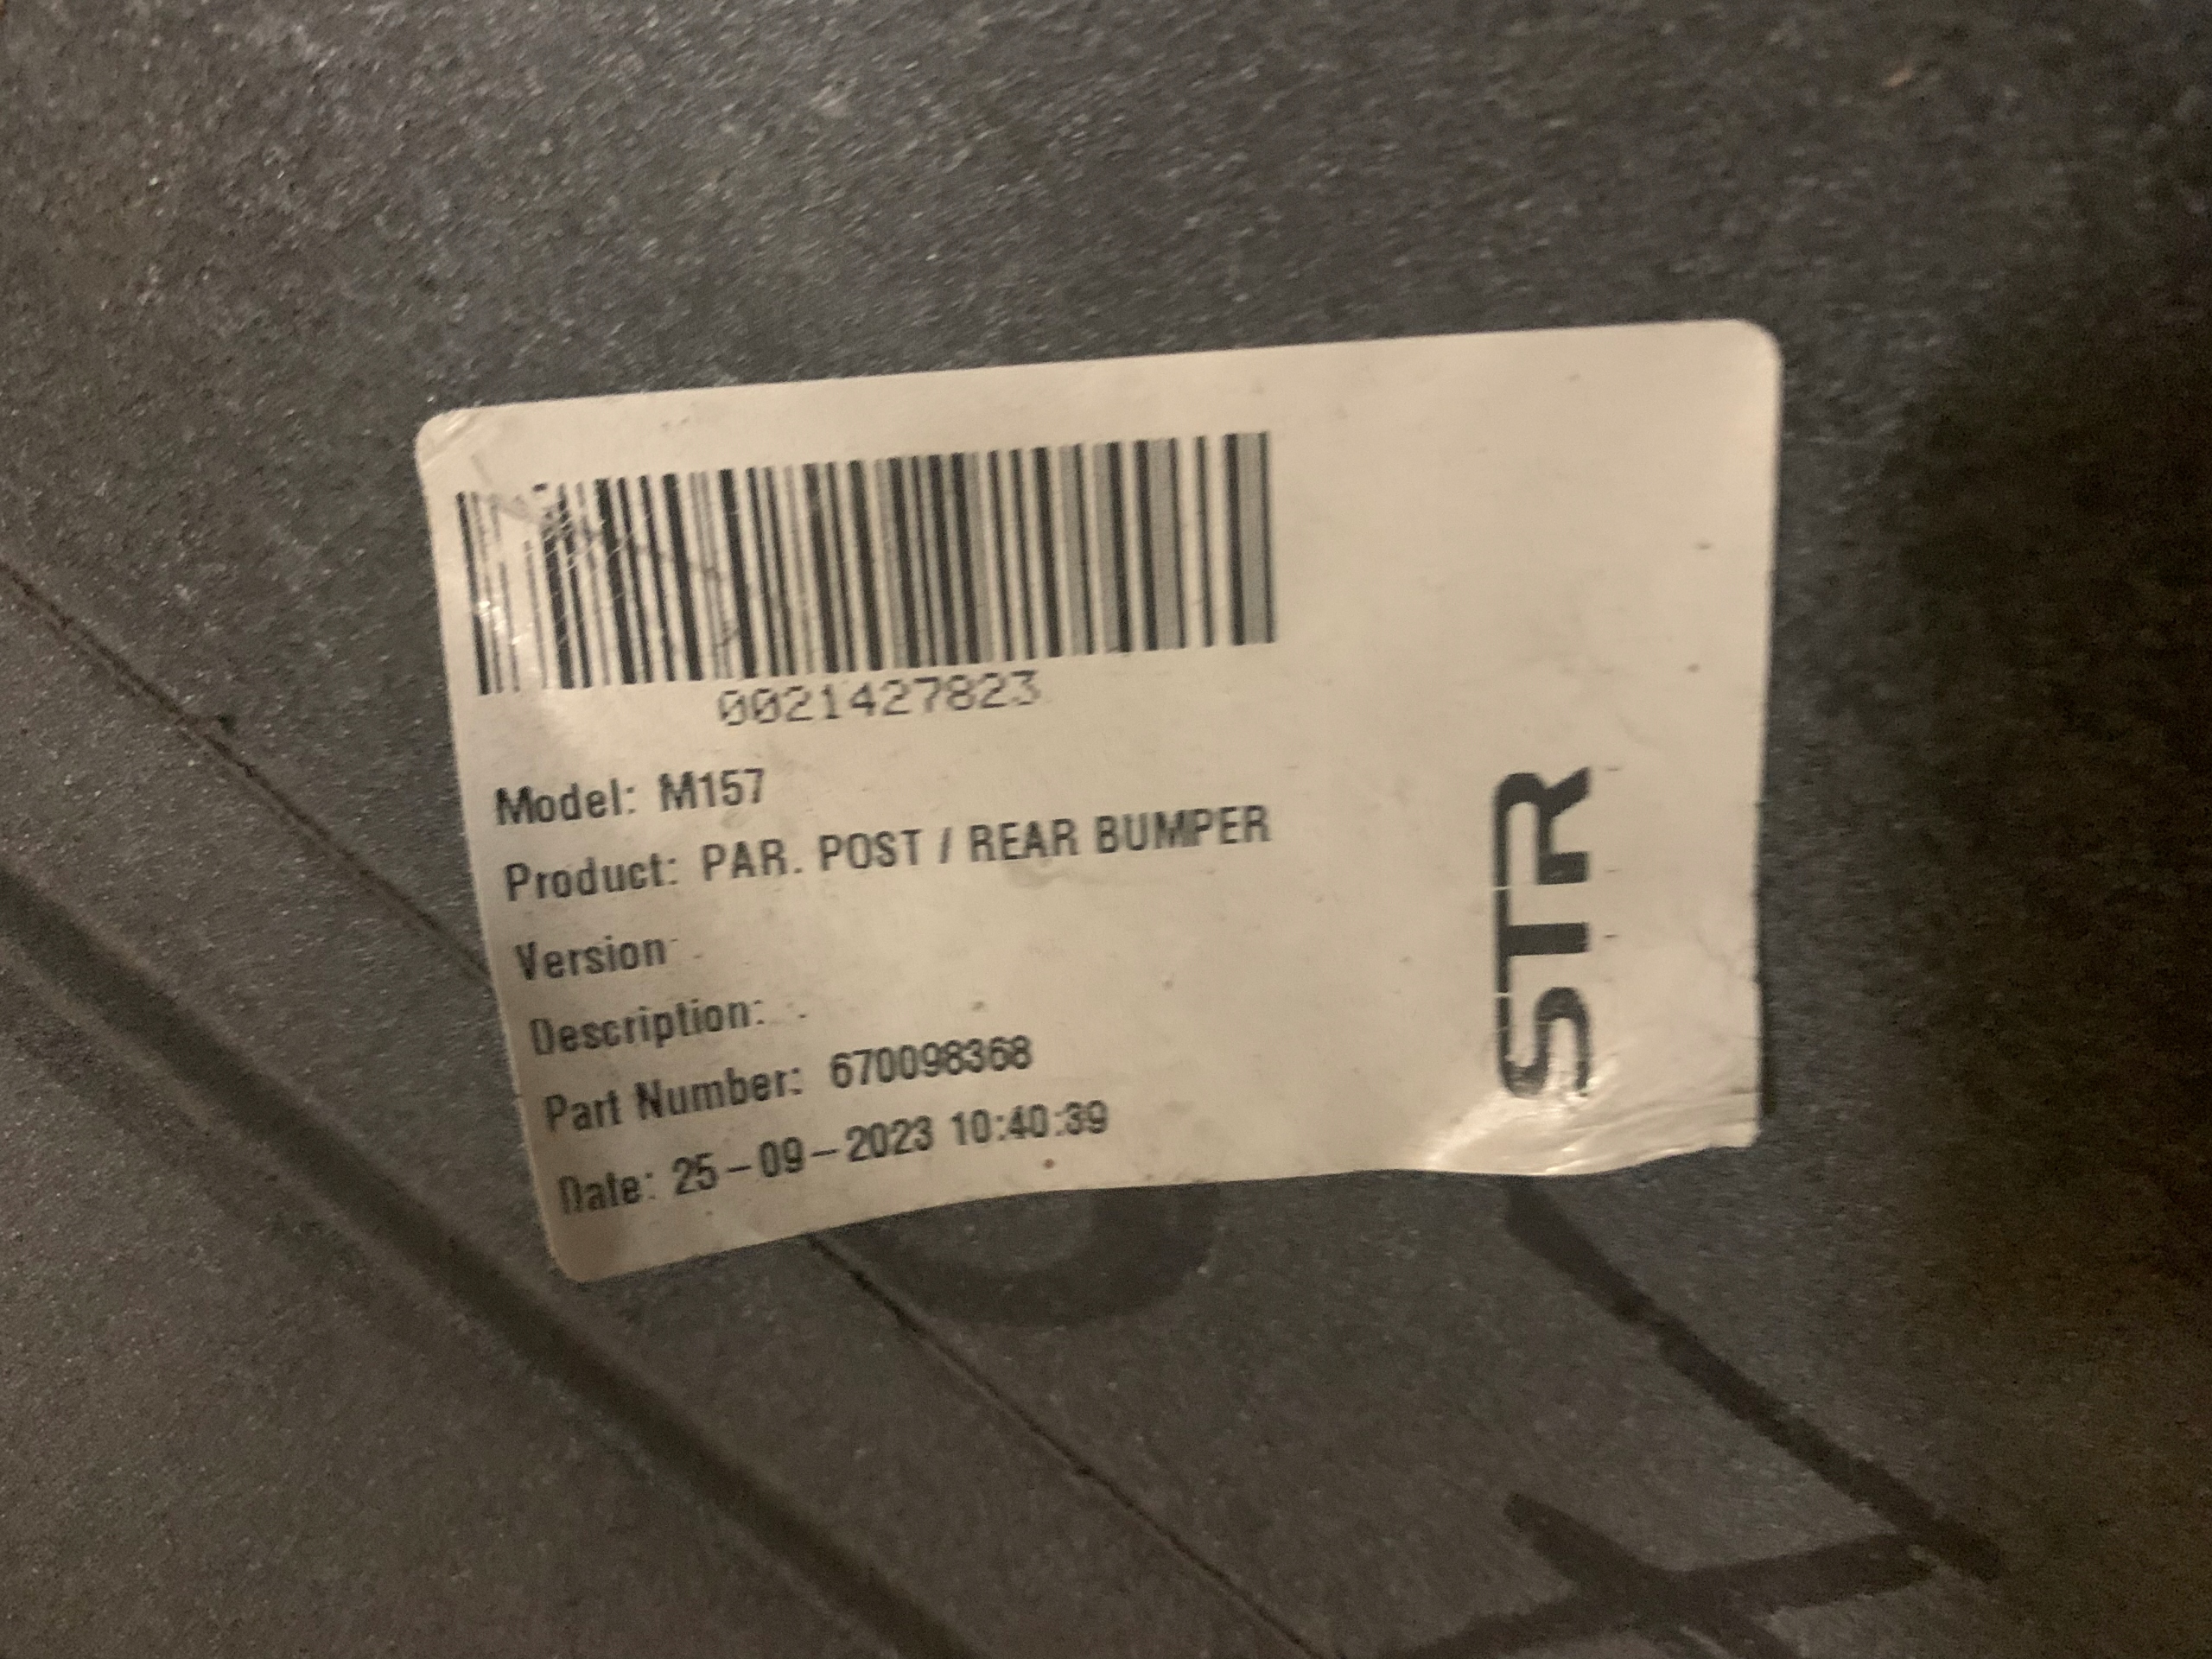 0021427823
Model: M157
Product: PAR. POST / REAR BUMPER
Version
Description: .
Part Number: 670098368
Date: 25-09-2023 10:40:39
STR